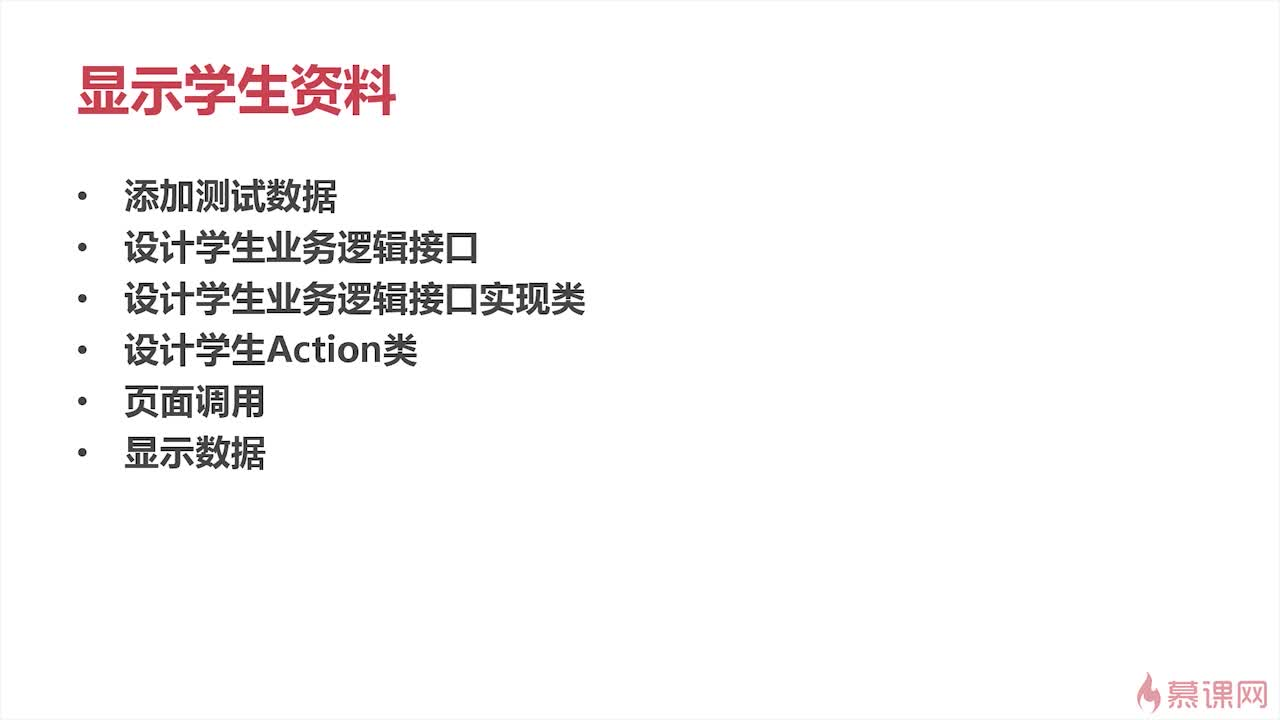 显示学生资料
• 添加测试数据
• 设计学生业务逻辑接口
• 设计学生业务逻辑接口实现类
• 设计学生Action类
• 页面调用
• 显示数据
慕课网